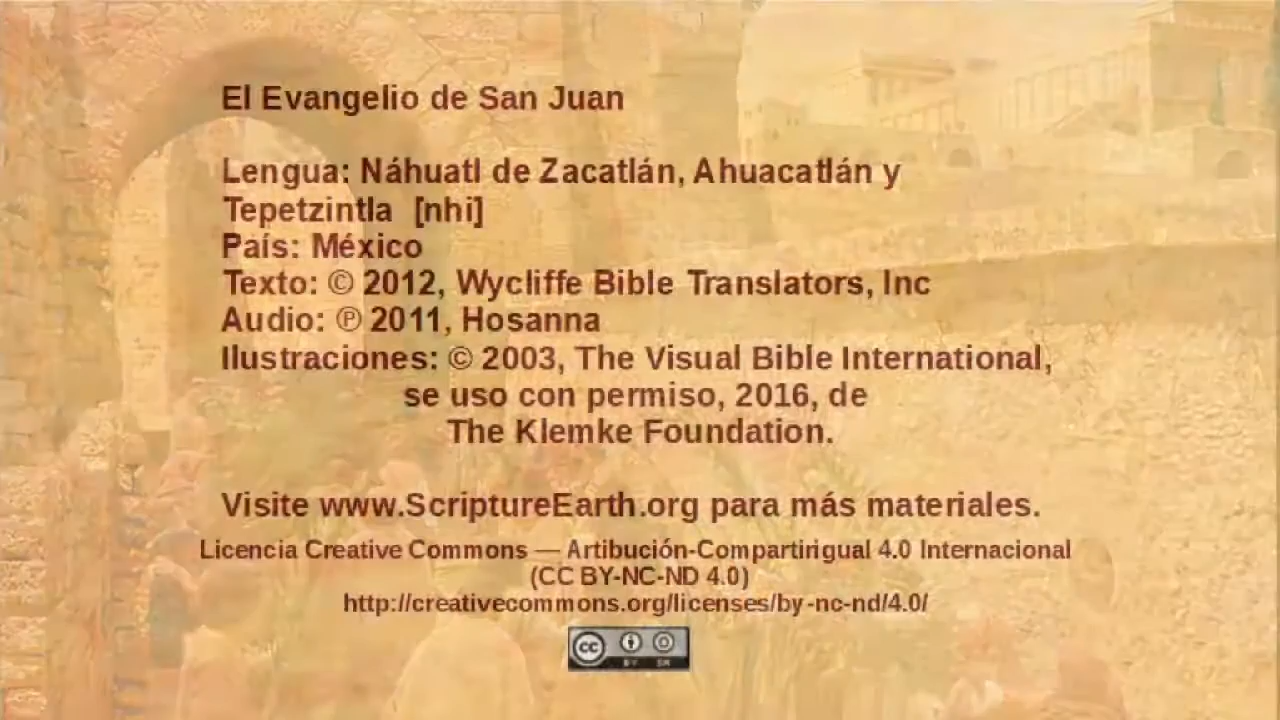 El Evangelio de San Juan
Lengua: Náhuatl de Zacatlán, Ahuacatlán y
Tepetzintla [nhi]
País: México
Texto: © 2012, Wycliffe Bible Translators, Inc
Audio: ℗ 2011, Hosanna
Ilustraciones: © 2003, The Visual Bible International,
se uso con permiso, 2016, de
The Klemke Foundation.
Visite www.ScriptureEarth.org para más materiales.
Licencia Creative Commons — Artibución-Compartirigual 4.0 Internacional
(CC BY-NC-ND 4.0)
http://creativecommons.org/licenses/by-nc-nd/4.0/
cc BY SA